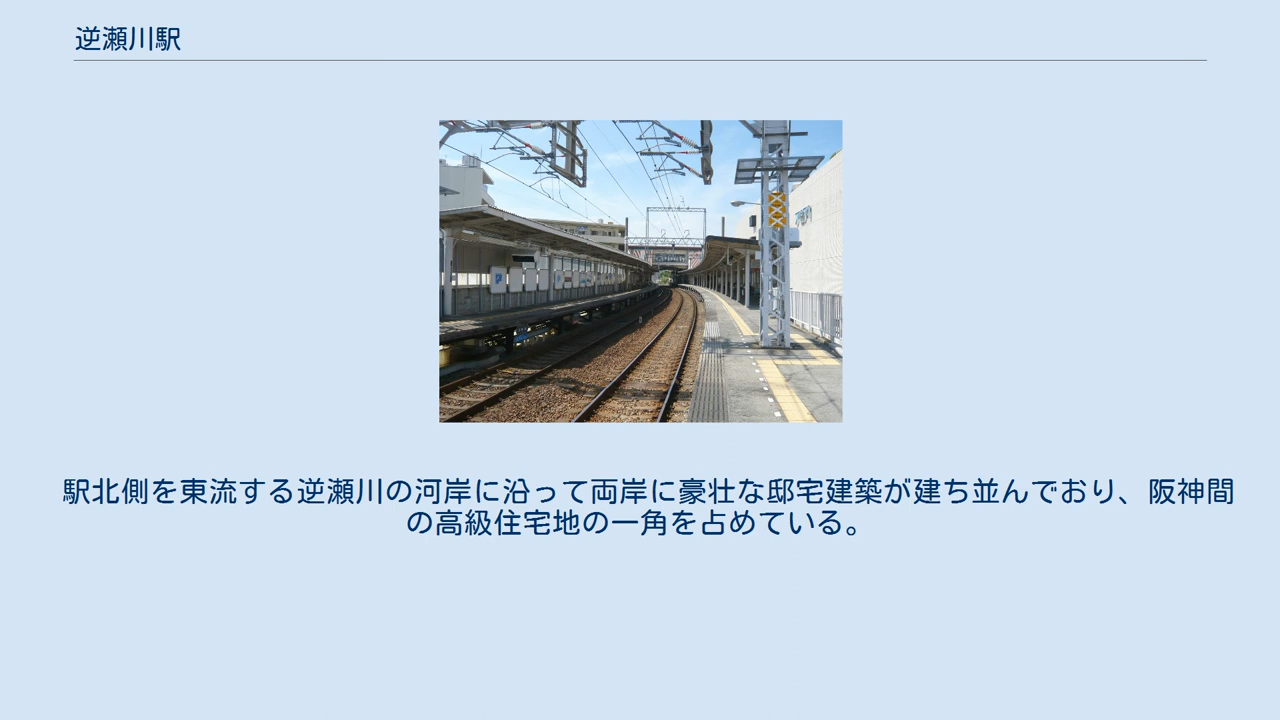 逆瀬川駅
駅北側を東流する逆瀬川の河岸に沿って両岸に豪壮な邸宅建築が建ち並んでおり、阪神間
の高級住宅地の一角を占めている。